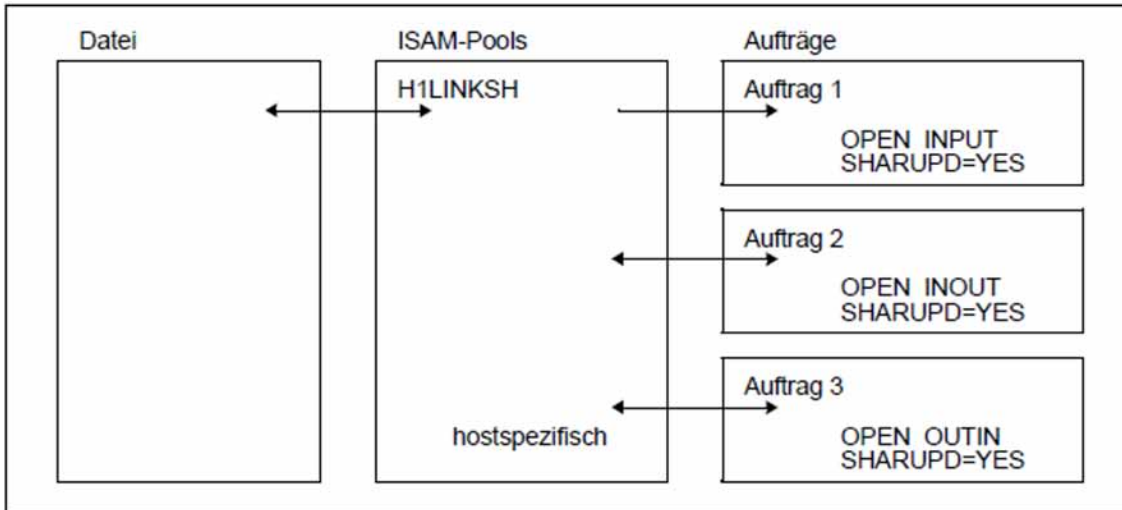 Datei
ISAM-Pools
Aufträge
H1LINKSH
Auftrag 1
OPEN INPUT
SHARUPD=YES
Auftrag 2
OPEN INOUT
SHARUPD=YES
Auftrag 3
hostspezifisch
OPEN OUTIN
SHARUPD=YES